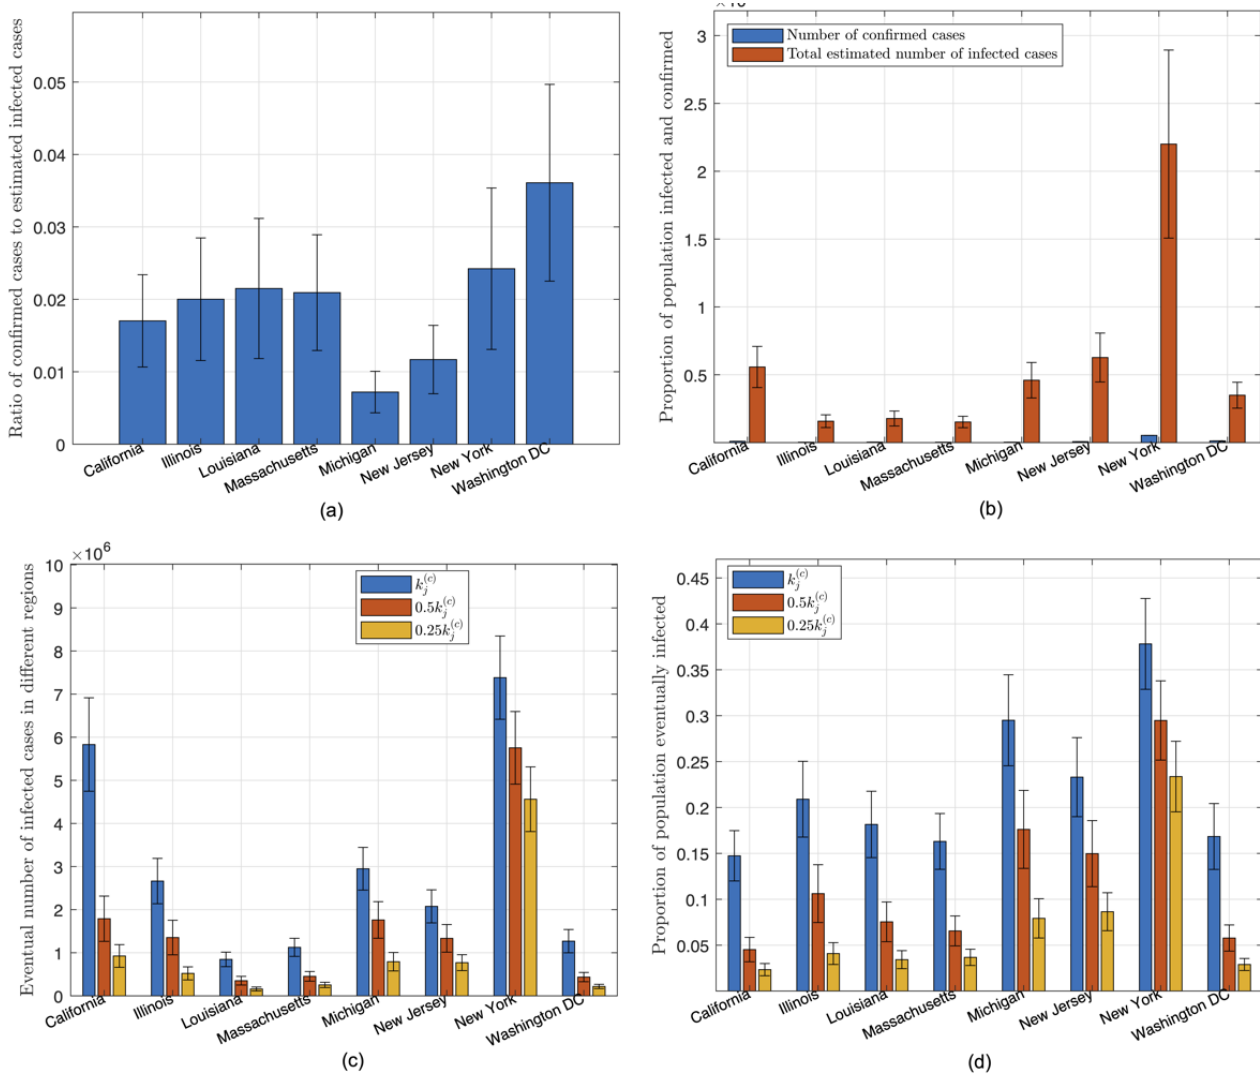 Ratio of confirmed cases to estimated infected cases
0.05
0.04
0.03
0.02
0.01
0
California
Illinois
Louisiana
Massachusetts
Michigan
New Jersey
New York
Washington DC
(a)
Proportion of population infected and confirmed
Number of confirmed cases
Total estimated number of infected cases
3
2.5
2
1.5
1
0.5
California
Illinois
Louisiana
Massachusetts
Michigan
New Jersey
New York
Washington DC
(b)
Eventual number of infected cases in different regions
×10⁶
10
9
8
7
6
5
4
3
2
1
0
k_j^(c)
0.5k_j^(c)
0.25k_j^(c)
California
Illinois
Louisiana
Massachusetts
Michigan
New Jersey
New York
Washington DC
(c)
Proportion of population eventually infected
k_j^(c)
0.5k_j^(c)
0.25k_j^(c)
0.45
0.4
0.35
0.3
0.25
0.2
0.15
0.1
0.05
California
Illinois
Louisiana
Massachusetts
Michigan
New Jersey
New York
Washington DC
(d)